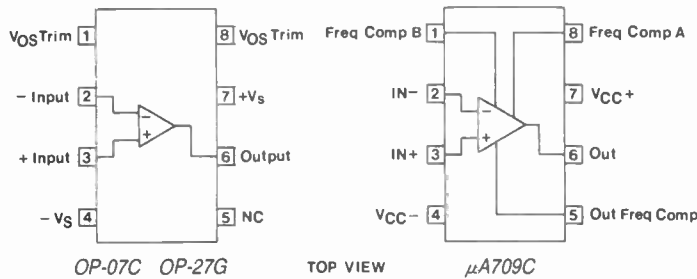 VOS Trim 1 8 VOS Trim
- Input 2 7 +VS
+ Input 3 6 Output
- VS 4 5 NC
OP-07C OP-27G
Freq Comp B 1 8 Freq Comp A
IN- 2 7 VCC+
IN+ 3 6 Out
VCC- 4 5 Out Freq Comp
TOP VIEW
µA709C